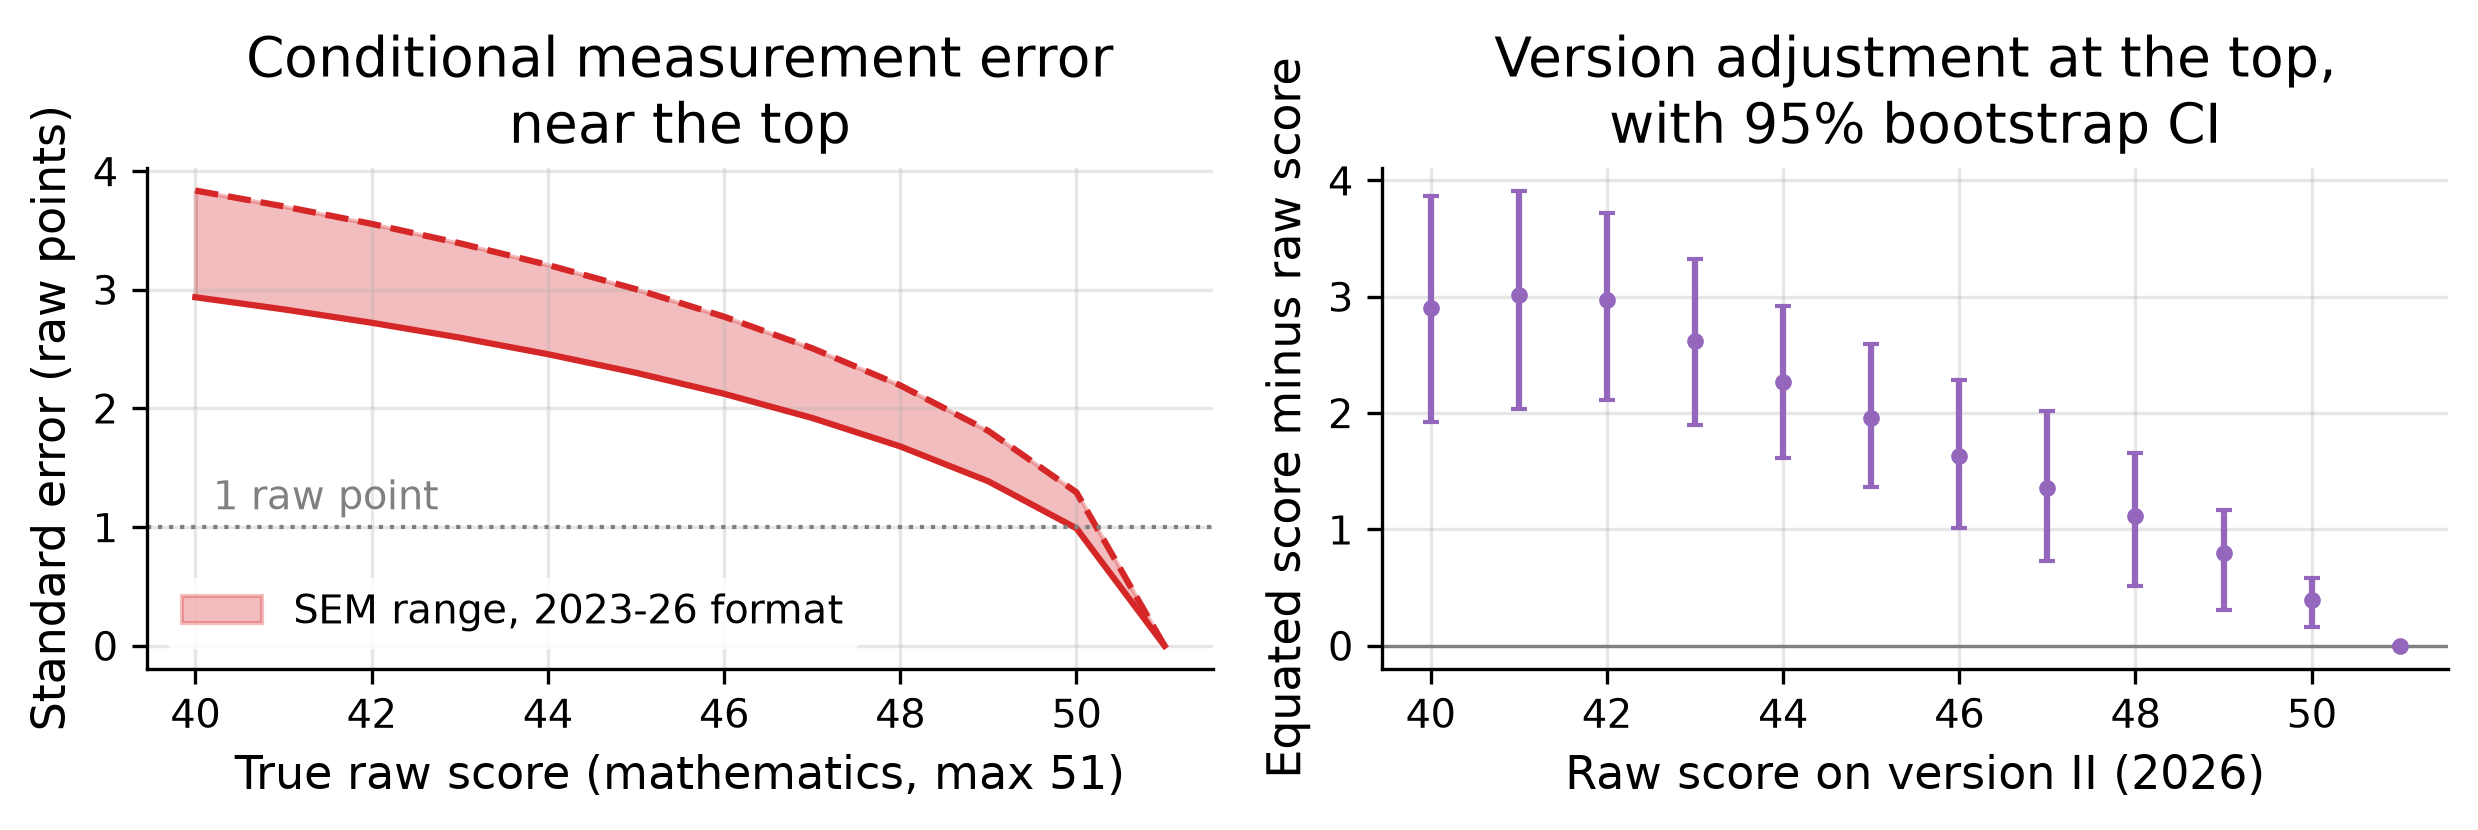 Conditional measurement error
near the top
Standard error (raw points)
4
3
2
1
0
1 raw point
SEM range, 2023-26 format
40 42 44 46 48 50
True raw score (mathematics, max 51)
Version adjustment at the top,
with 95% bootstrap CI
Equated score minus raw score
4
3
2
1
0
40 42 44 46 48 50
Raw score on version II (2026)